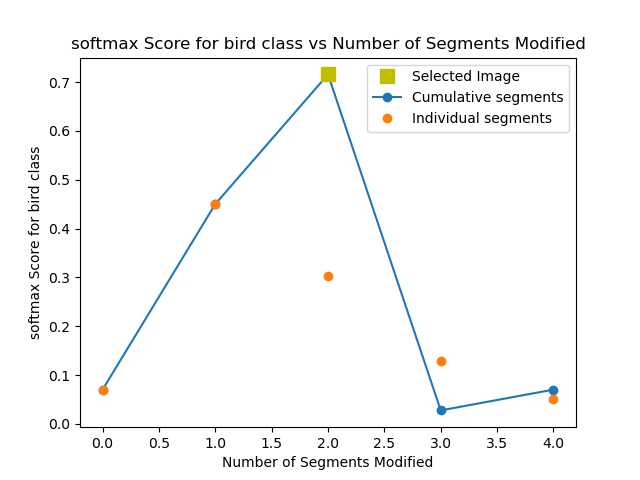 softmax Score for bird class vs Number of Segments Modified
Selected Image
Cumulative segments
Individual segments
softmax Score for bird class
0.7
0.6
0.5
0.4
0.3
0.2
0.1
0.0
0.0 0.5 1.0 1.5 2.0 2.5 3.0 3.5 4.0
Number of Segments Modified